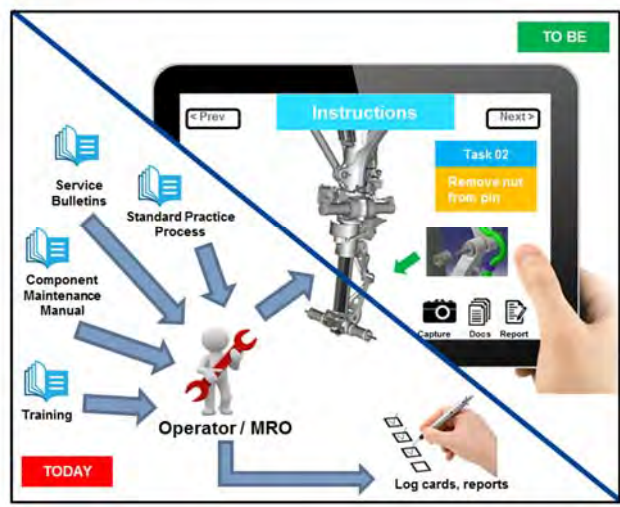 TO BE
< Prev
Instructions
Next >
Task 02
Remove nut
from pin
Capture
Docs
Report
Service
Bulletins
Standard Practice
Process
Component
Maintenance
Manual
Training
Operator / MRO
TODAY
Log cards, reports